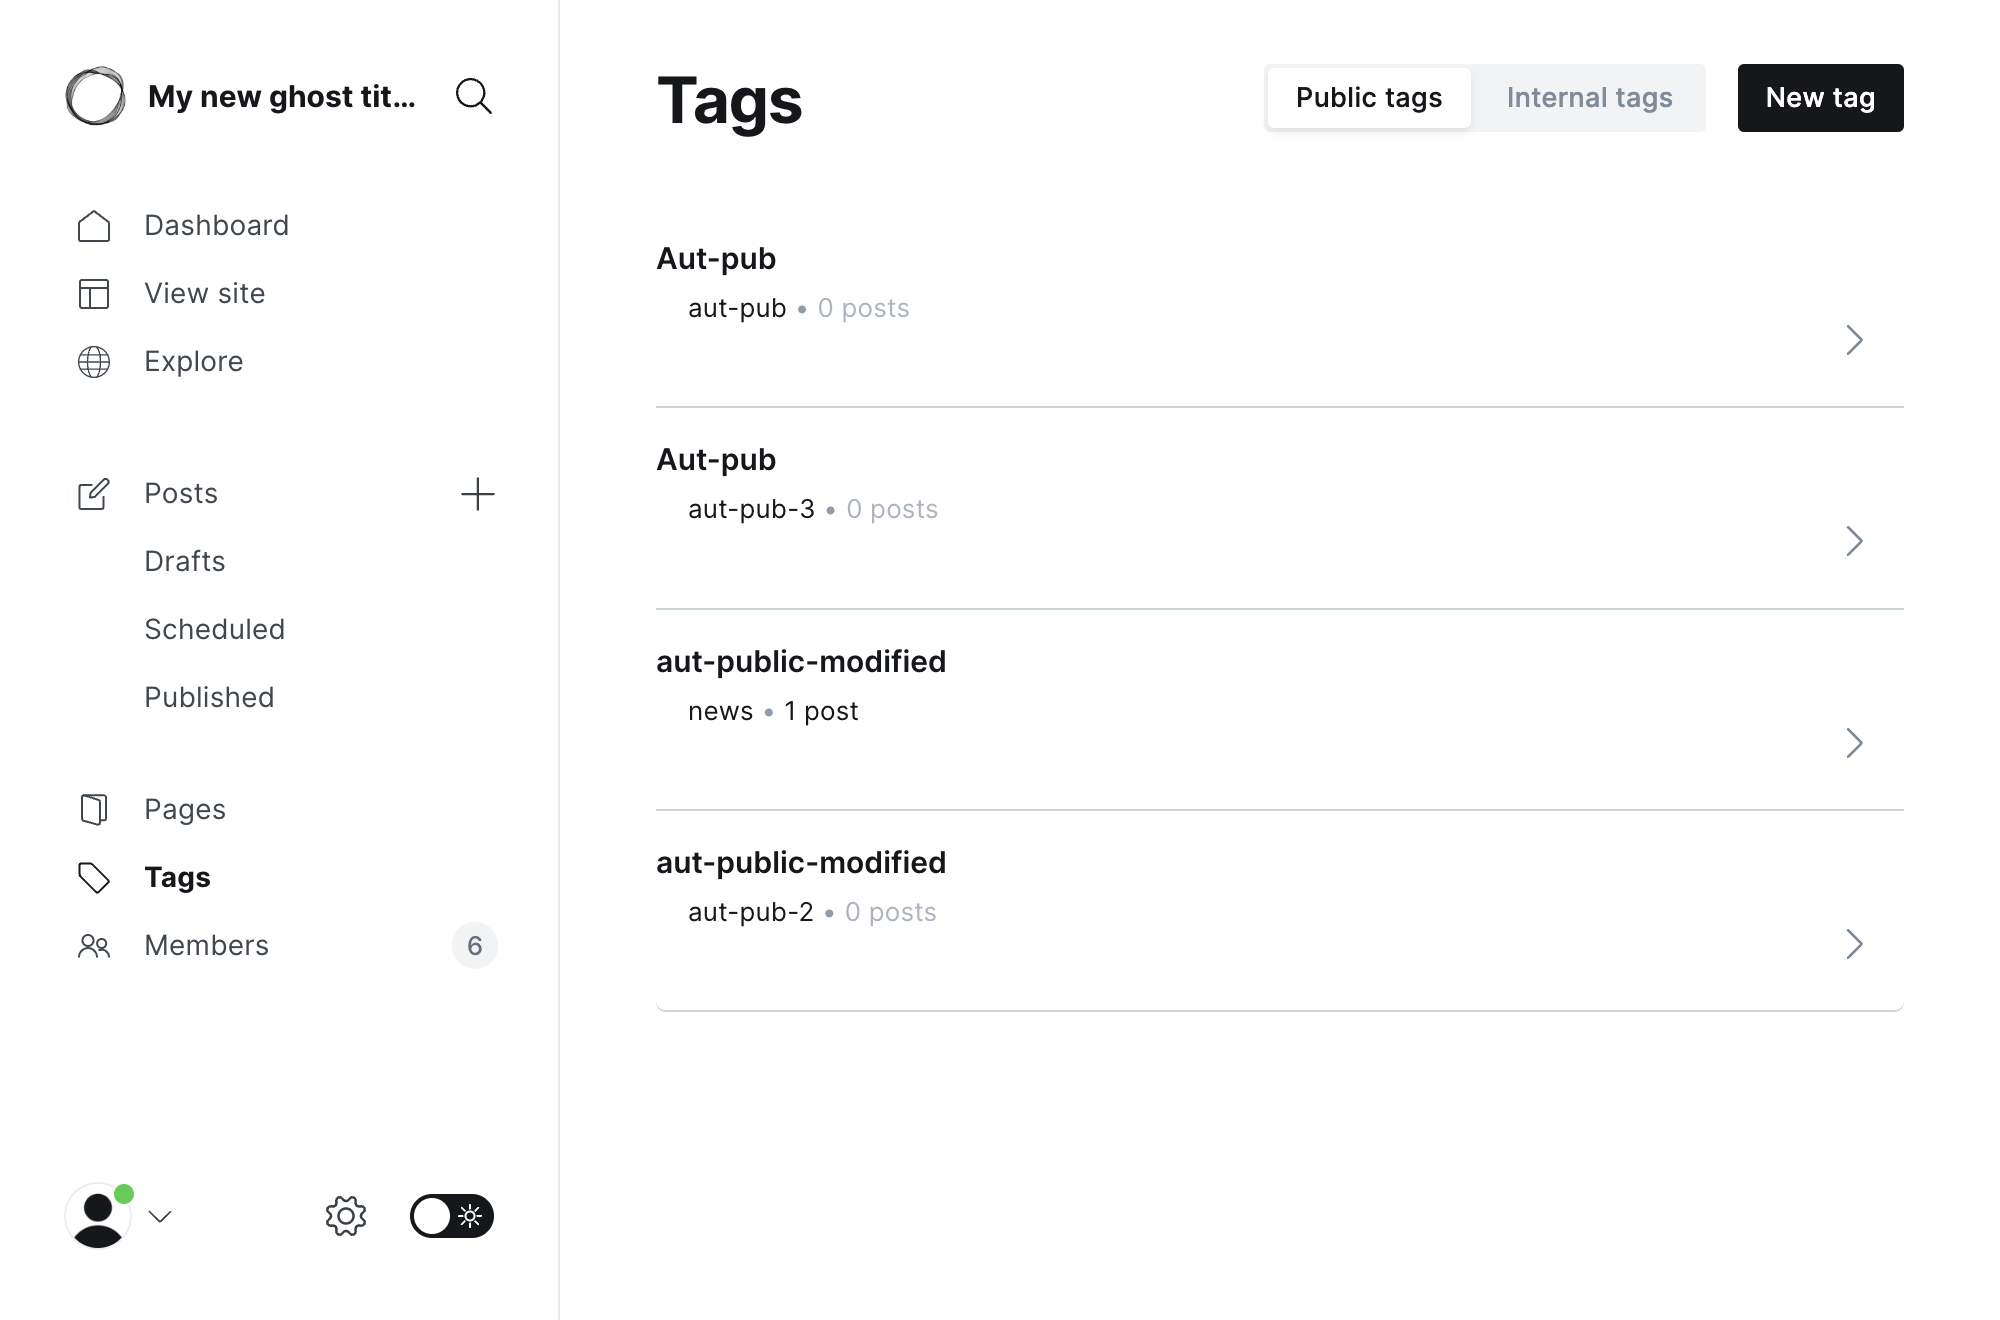 My new ghost tit...
Dashboard
View site
Explore
Posts
Drafts
Scheduled
Published
Pages
Tags
Members 6
Tags
Public tags Internal tags New tag
Aut-pub
aut-pub • 0 posts
Aut-pub
aut-pub-3 • 0 posts
aut-public-modified
news • 1 post
aut-public-modified
aut-pub-2 • 0 posts